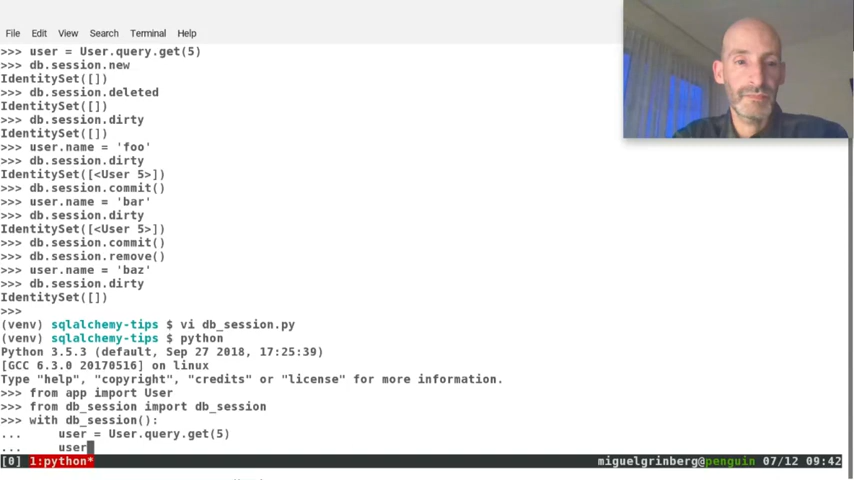 File Edit View Search Terminal Help
>>> user = User.query.get(5)
>>> db.session.new
IdentitySet([])
>>> db.session.deleted
IdentitySet([])
>>> db.session.dirty
IdentitySet([])
>>> user.name = 'foo'
>>> db.session.dirty
IdentitySet([<User 5>])
>>> db.session.commit()
>>> user.name = 'bar'
>>> db.session.dirty
IdentitySet([<User 5>])
>>> db.session.commit()
>>> db.session.remove()
>>> user.name = 'baz'
>>> db.session.dirty
IdentitySet([])
>>>
(venv) sqlalchemy-tips $ vi db_session.py
(venv) sqlalchemy-tips $ python
Python 3.5.3 (default, Sep 27 2018, 17:25:39)
[GCC 6.3.0 20170516] on linux
Type "help", "copyright", "credits" or "license" for more information.
>>> from app import User
>>> from db_session import db_session
>>> with db_session():
...     user = User.query.get(5)
...     user
[0] 1:python* miguelgrinberg@penguin 07/12 09:42